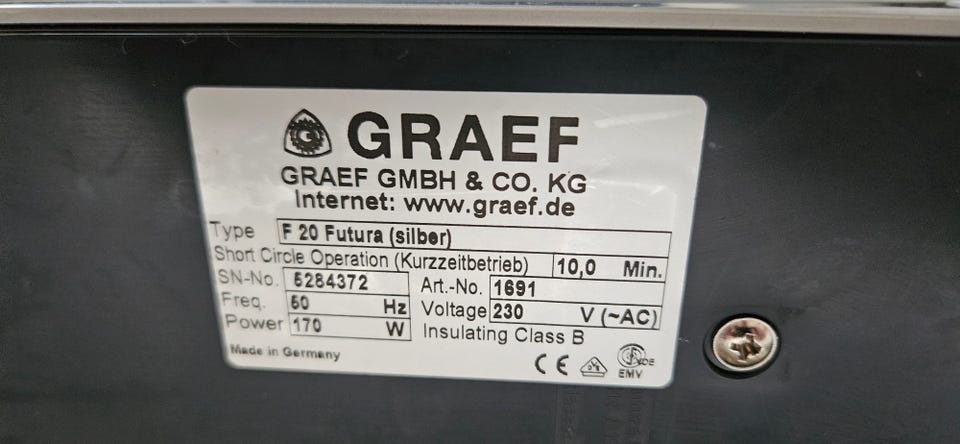 GRAEF
GRAEF GMBH & CO. KG
Internet: www.graef.de
Type F 20 Futura (silber)
Short Circle Operation (Kurzzeitbetrieb) 10,0 Min.
SN-No. 5284372 Art.-No. 1691
Freq. 50 Hz Voltage 230 V (~AC)
Power 170 W Insulating Class B
Made in Germany
CE VDE
EMV